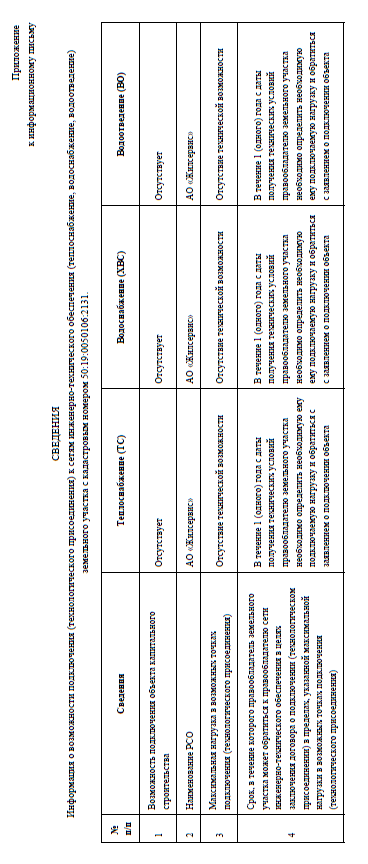 Приложение
к информационному письму
СВЕДЕНИЯ
Информация о возможности подключения (технологического присоединения) к сетям инженерно-технического обеспечения (теплоснабжение, водоснабжение, водоотведение)
земельного участка с кадастровым номером 50:19:0050106:2131.
№
п/п
Сведения
Теплоснабжение (ТС)
Водоснабжение (ХВС)
Водоотведение (ВО)
1
Возможность подключения объекта капитального
строительства
Отсутствует
Отсутствует
Отсутствует
2
Наименование РСО
АО «Жилсервис»
АО «Жилсервис»
АО «Жилсервис»
3
Максимальная нагрузка в возможных точках
подключения (технологического присоединения)
Отсутствие технической возможности
Отсутствие технической возможности
Отсутствие технической возможности
4
Срок, в течение которого правообладатель земельного
участка может обратиться к правообладателю сети
инженерно-технического обеспечения в целях
заключения договора о подключении (технологическом
присоединении) в пределах, указанной максимальной
нагрузки в возможных точках подключения
(технологического присоединения)
В течение 1 (одного) года с даты
получения технических условий
правообладателю земельного участка
необходимо определить необходимую ему
подключаемую нагрузку и обратиться с
заявлением о подключении объекта
В течение 1 (одного) года с даты
получения технических условий
правообладателю земельного участка
необходимо определить необходимую
ему подключаемую нагрузку и обратиться
с заявлением о подключении объекта
В течение 1 (одного) года с даты
получения технических условий
правообладателю земельного участка
необходимо определить необходимую
ему подключаемую нагрузку и обратиться
с заявлением о подключении объекта